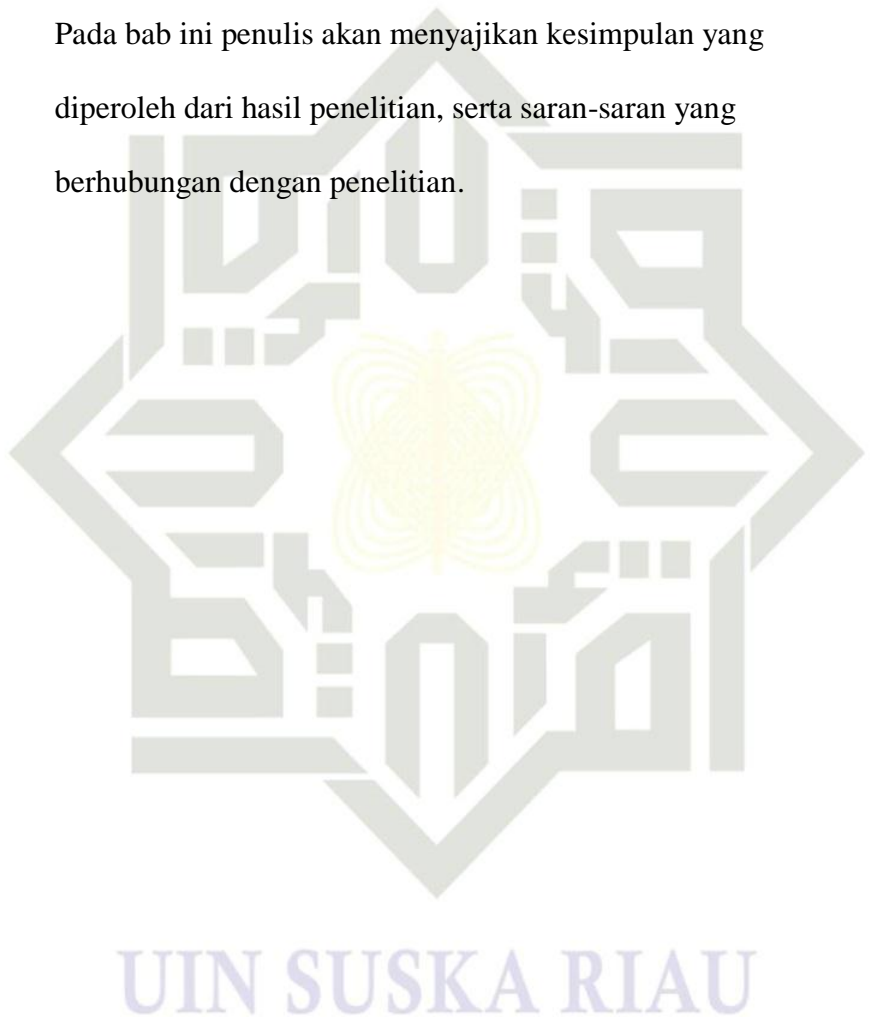 Pada bab ini penulis akan menyajikan kesimpulan yang
diperoleh dari hasil penelitian, serta saran-saran yang
berhubungan dengan penelitian.
UIN SUSKA RIAU